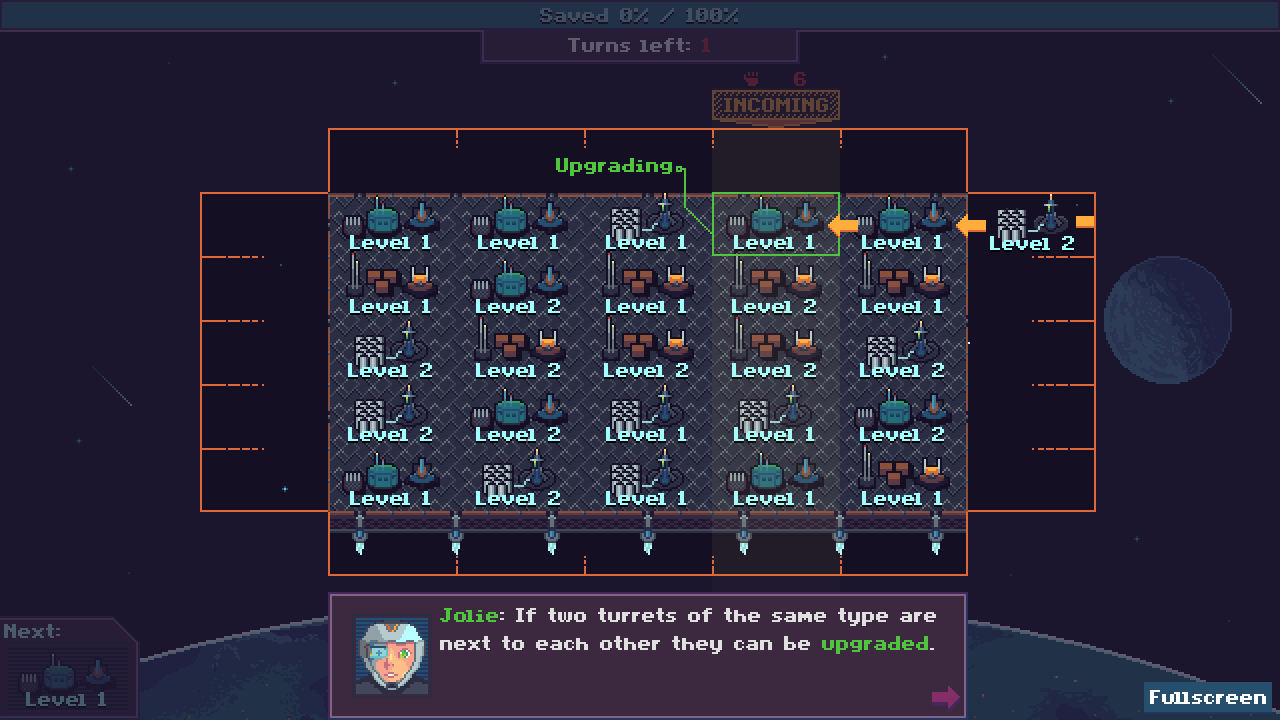 Saved 0% / 100%
Turns left: 1
6
INCOMING
Upgrading
Level 1 Level 1 Level 1 Level 1 Level 1 Level 2
Level 1 Level 2 Level 1 Level 2 Level 1
Level 2 Level 2 Level 2 Level 2 Level 2
Level 2 Level 2 Level 1 Level 1 Level 2
Level 1 Level 2 Level 1 Level 1 Level 1
Jolie: If two turrets of the same type are
next to each other they can be upgraded.
Next:
Level 1
Fullscreen